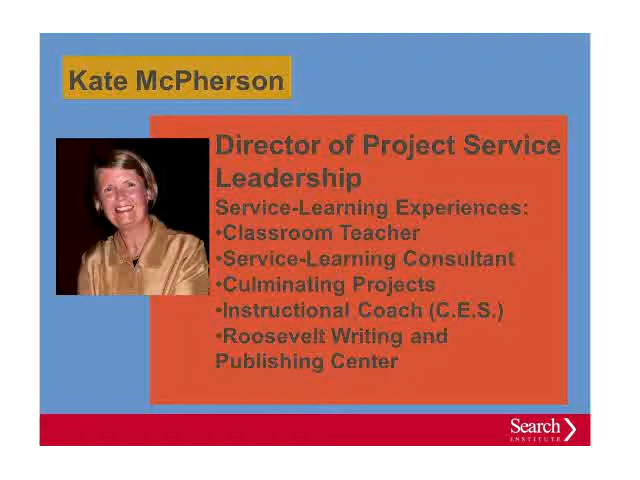 Kate McPherson
Director of Project Service
Leadership
Service-Learning Experiences:
•Classroom Teacher
•Service-Learning Consultant
•Culminating Projects
•Instructional Coach (C.E.S.)
•Roosevelt Writing and
Publishing Center
Search
INSTITUTE